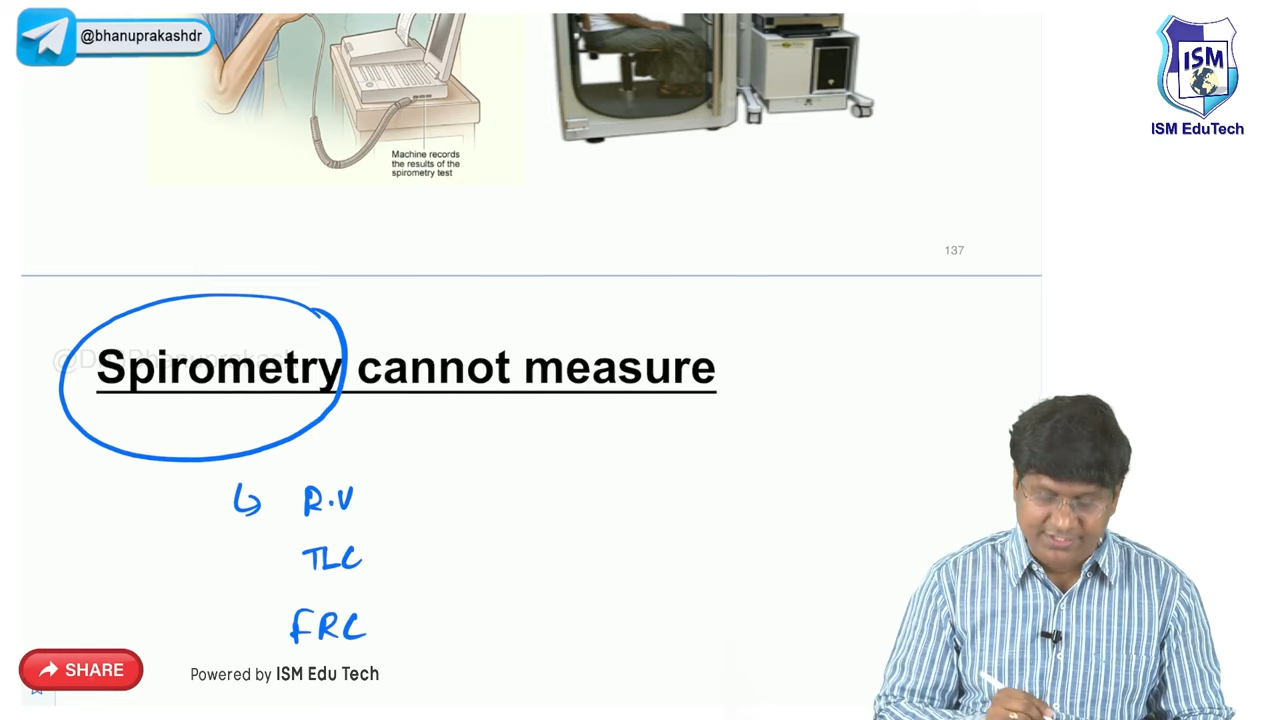 @bhanuprakashdr
ISM
ISM EduTech
Machine records
the results of the
spirometry test
137
Spirometry cannot measure
R.V
TLC
FRC
SHARE
Powered by ISM Edu Tech